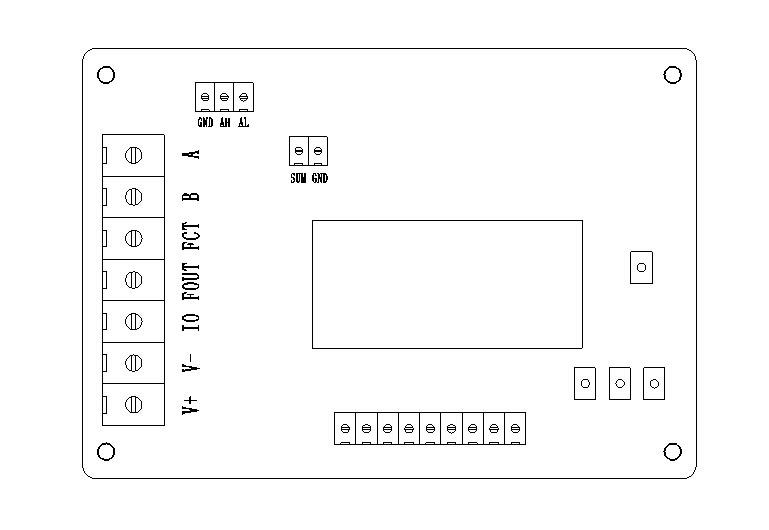 GND AH AL
SUM GND
A
B
FCT
FOUT
IO
V-
V+